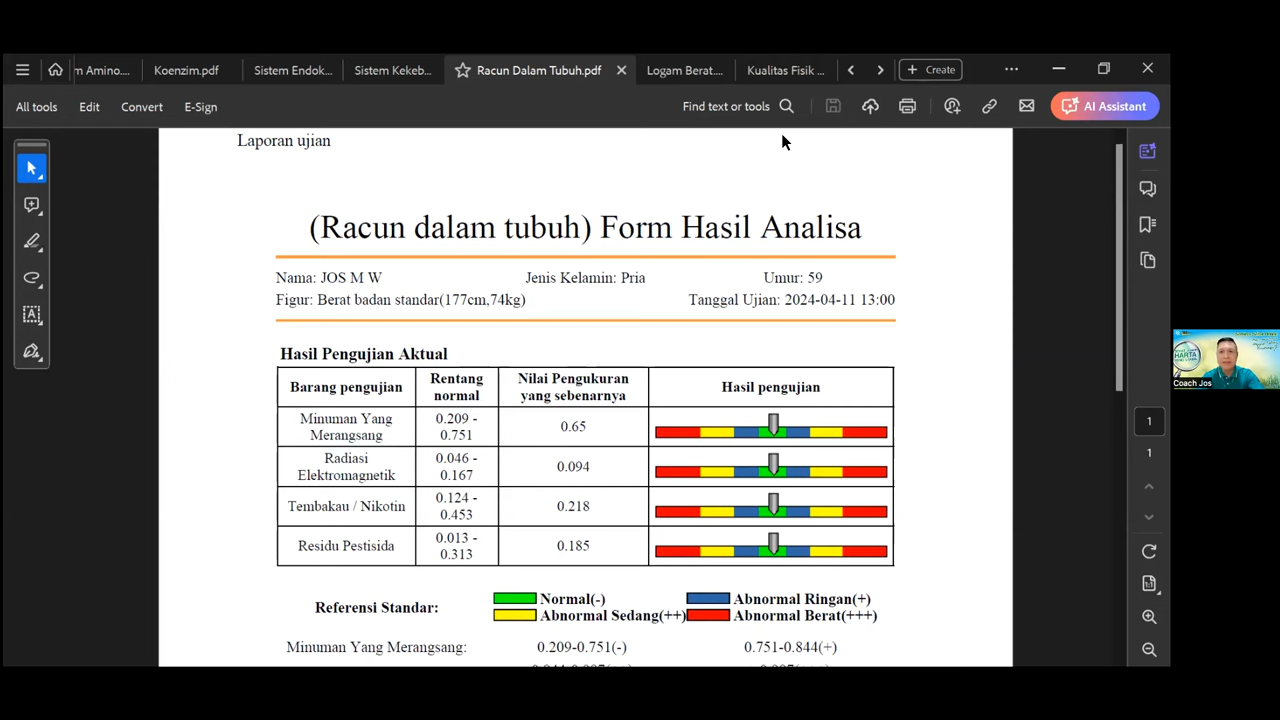 m Amino....
Koenzim.pdf
Sistem Endok...
Sistem Kekeb...
Racun Dalam Tubuh.pdf
Logam Berat....
Kualitas Fisik ...
Create
All tools
Edit
Convert
E-Sign
Find text or tools
AI Assistant
Laporan ujian
(Racun dalam tubuh) Form Hasil Analisa
Nama: JOS M W Jenis Kelamin: Pria Umur: 59
Figur: Berat badan standar(177cm,74kg) Tanggal Ujian: 2024-04-11 13:00
Hasil Pengujian Aktual
Barang pengujian Rentang normal Nilai Pengukuran yang sebenarnya Hasil pengujian
Minuman Yang Merangsang 0.209 - 0.751 0.65
Radiasi Elektromagnetik 0.046 - 0.167 0.094
Tembakau / Nikotin 0.124 - 0.453 0.218
Residu Pestisida 0.013 - 0.313 0.185
Referensi Standar:
Normal(-) Abnormal Ringan(+)
Abnormal Sedang(++) Abnormal Berat(+++)
Minuman Yang Merangsang: 0.209-0.751(-) 0.751-0.844(+)
1
1
HARTA
Coach Jos